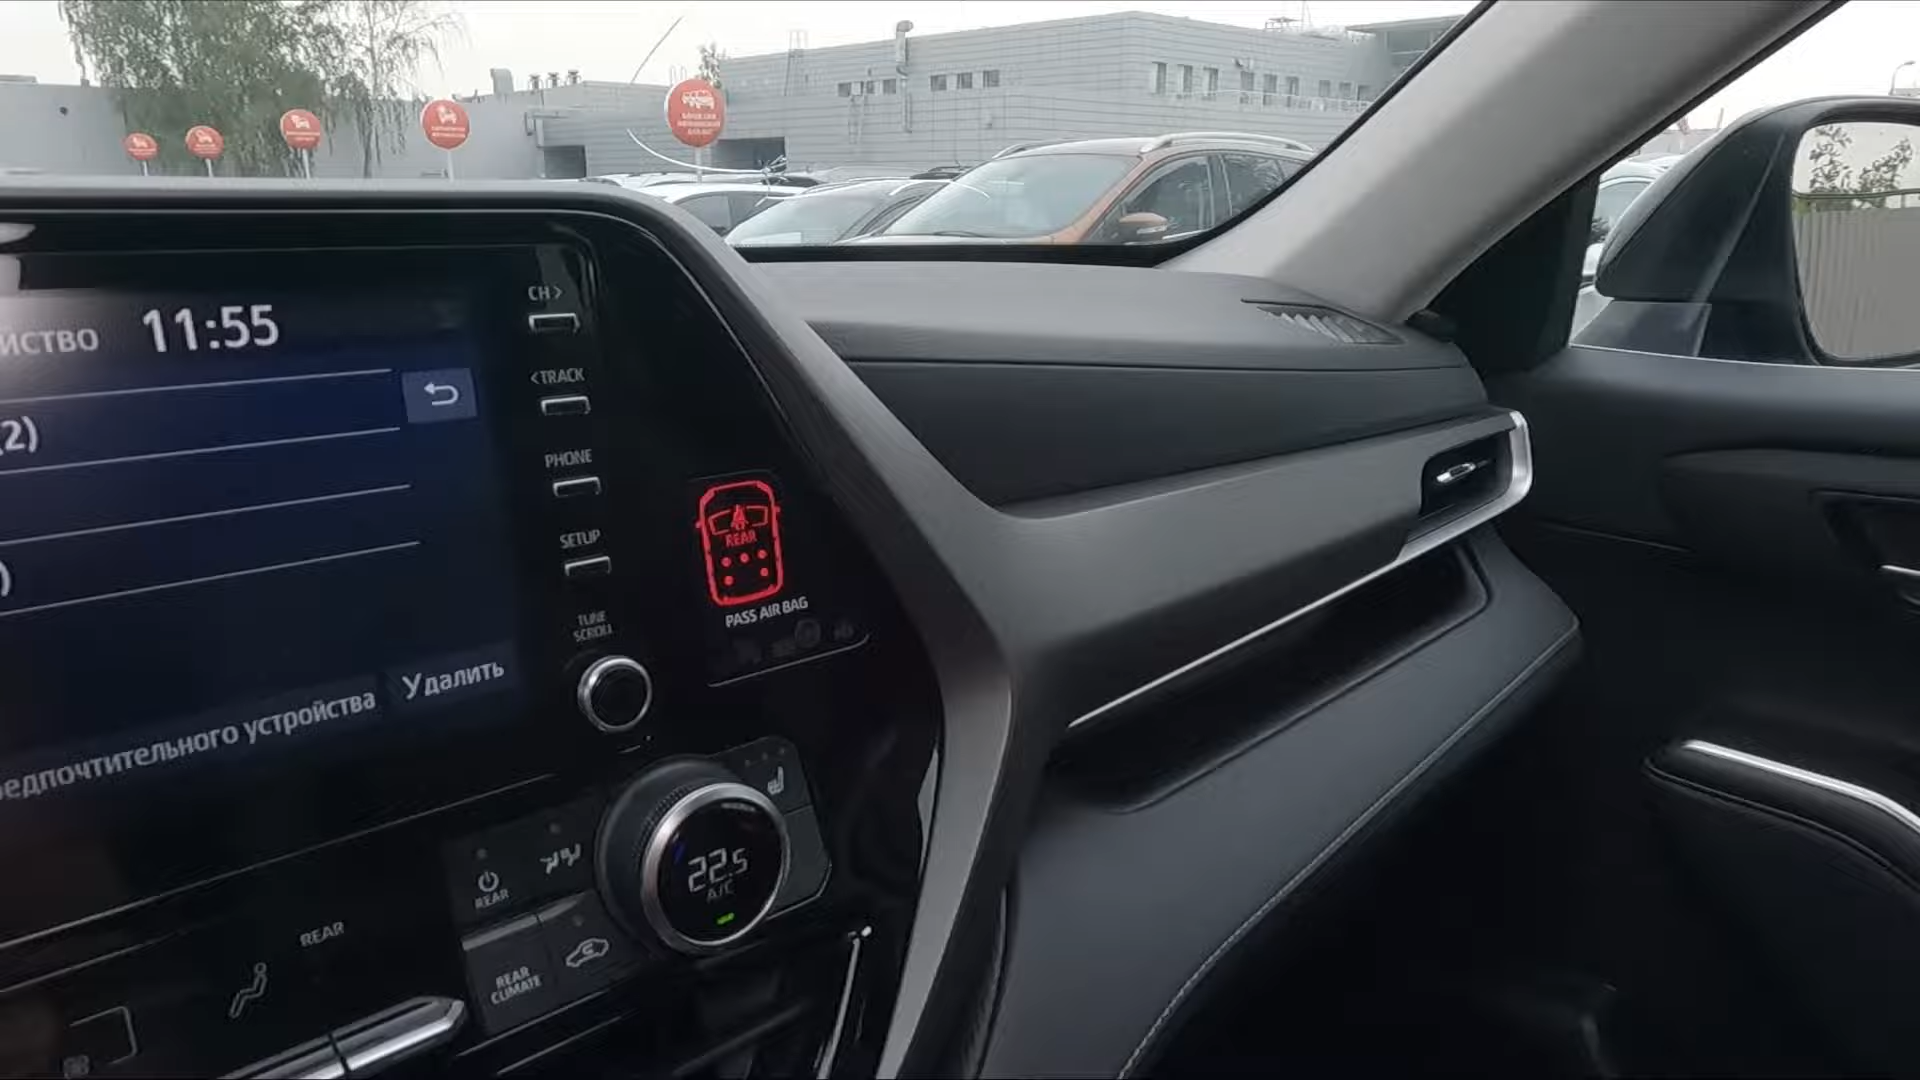 йство 11:55
(2)
)
едпочтительного устройства
Удалить
CH>
<TRACK
PHONE
SETUP
TUNE
SCROLL
REAR
PASS AIR BAG
22.5
A/C
REAR
REAR
REAR
CLIMATE